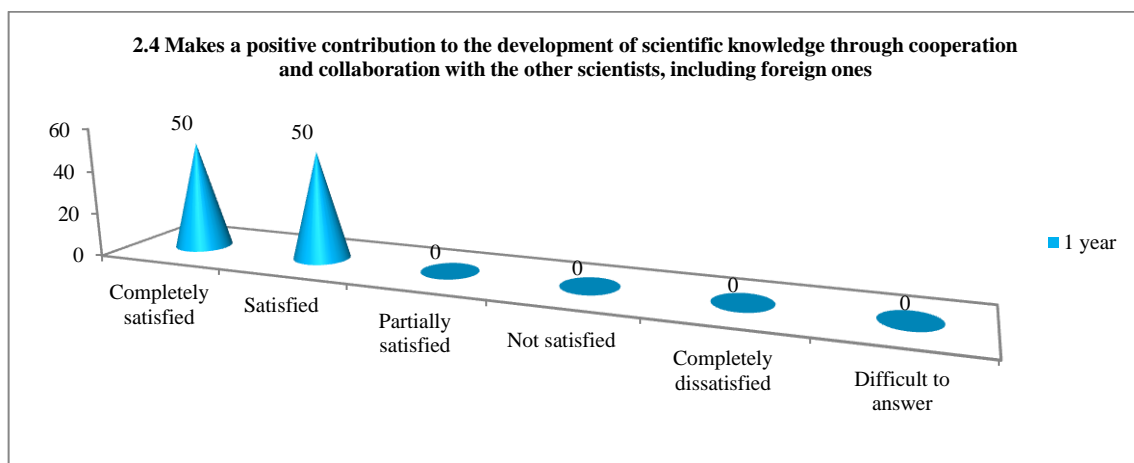 2.4 Makes a positive contribution to the development of scientific knowledge through cooperation
and collaboration with the other scientists, including foreign ones
60
40
20
0
50
50
0
0
0
0
Completely
satisfied
Satisfied
Partially
satisfied
Not satisfied
Completely
dissatisfied
Difficult to
answer
1 year